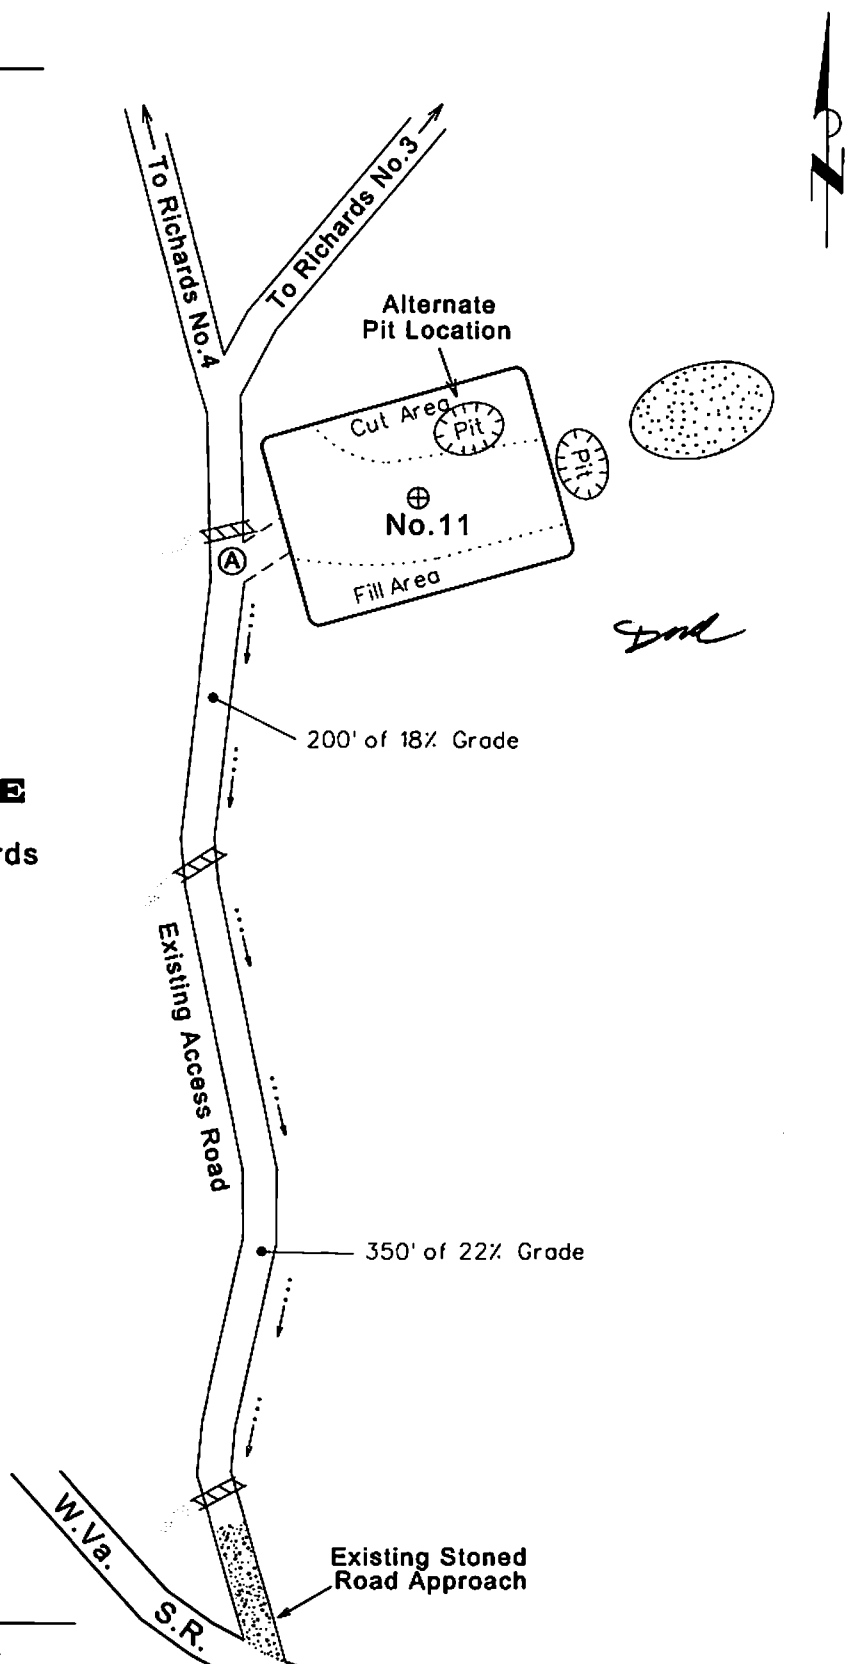 To Richards No.4
To Richards No.3
Alternate
Pit Location
Cut Area
Pit
Pit
No.11
A
Fill Area
200' of 18% Grade
E
rds
Existing Access Road
350' of 22% Grade
W.Va.
S.R.
Existing Stoned
Road Approach
N